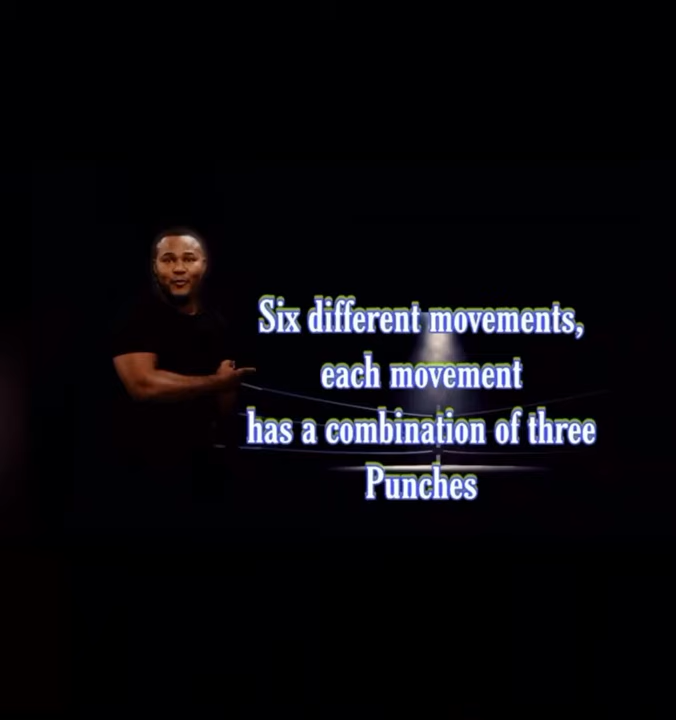 Six different movements,
each movement
has a combination of three
Punches